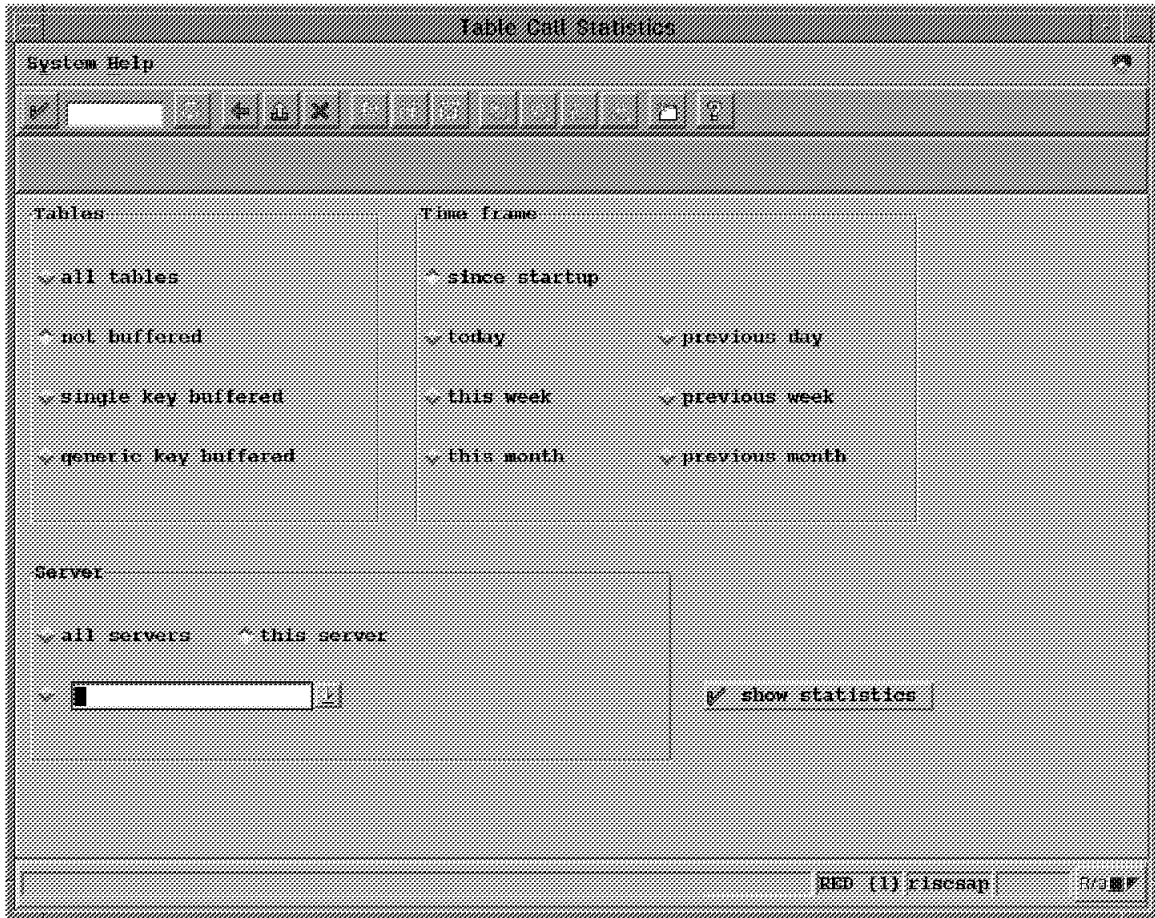 Table Call Statistics
System Help
Tables
Time frame
all tables
since startup
not buffered
today
previous day
single key buffered
this week
previous week
generic key buffered
this month
previous month
Server
all servers
this server
show statistics
RED (1) riscsap
R/3